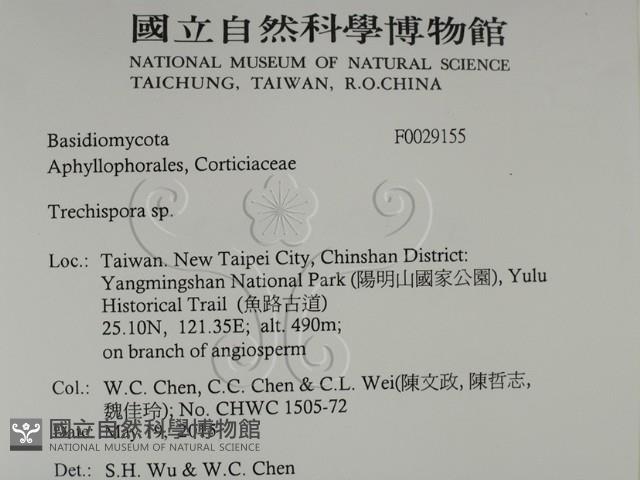 國立自然科學博物館
NATIONAL MUSEUM OF NATURAL SCIENCE
TAICHUNG, TAIWAN, R.O.CHINA
Basidiomycota F0029155
Aphyllophorales, Corticiaceae
Trechispora sp.
Loc.: Taiwan. New Taipei City, Chinshan District:
Yangmingshan National Park (陽明山國家公園), Yulu
Historical Trail (魚路古道)
25.10N, 121.35E; alt. 490m;
on branch of angiosperm
Col.: W.C. Chen, C.C. Chen & C.L. Wei(陳文政, 陳哲志,
魏佳玲); No. CHWC 1505-72
Date: May. 19, 2015
國立自然科學博物館
NATIONAL MUSEUM OF NATURAL SCIENCE
Det.: S.H. Wu & W.C. Chen